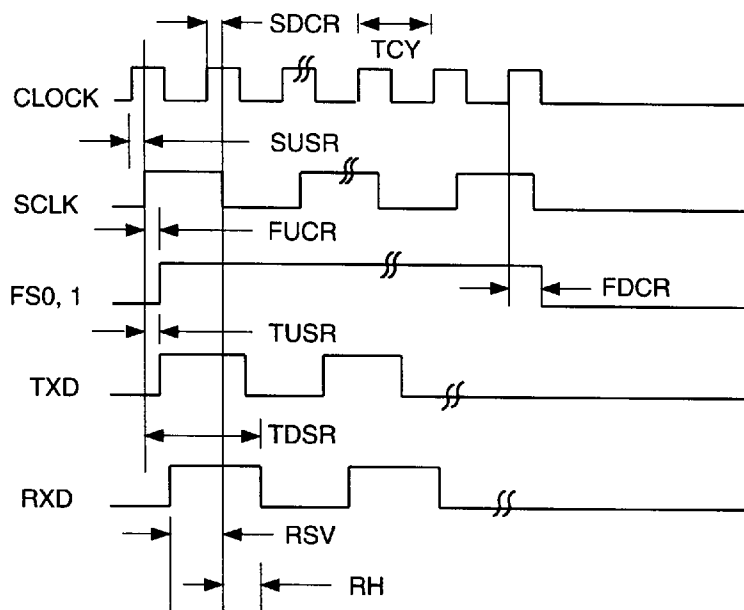 SDCR
TCY
CLOCK
SUSR
SCLK
FUCR
FS0, 1
FDCR
TUSR
TXD
TDSR
RXD
RSV
RH